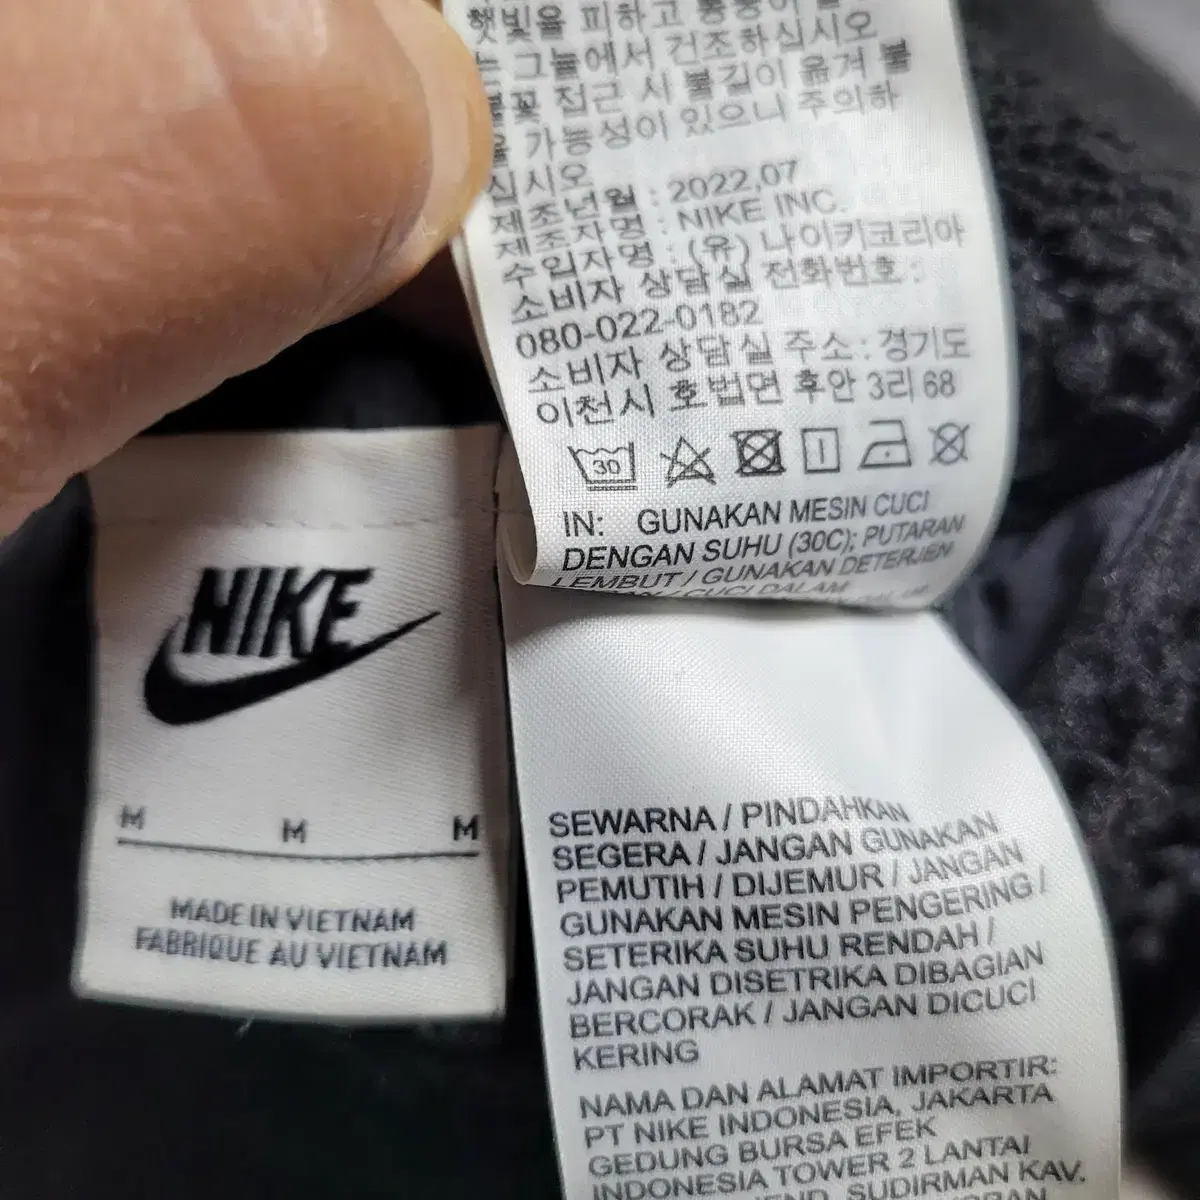 햇빛을 피하고 통풍이
는 그늘에서 건조하십시오
불꽃 접근 시 불길이 옮겨 붙
을 가능성이 있으니 주의하
십시오
제조년월 : 2022.07
제조자명 : NIKE INC.
수입자명 : (유) 나이키코리아
소비자 상담실 전화번호 :
080-022-0182
소비자 상담실 주소 : 경기도
이천시 호법면 후안 3리 68
30
IN: GUNAKAN MESIN CUCI
DENGAN SUHU (30C); PUTARAN
LEMBUT / GUNAKAN DETERJEN
/ CUCI DALAM
NIKE
M M M
MADE IN VIETNAM
FABRIQUE AU VIETNAM
SEWARNA / PINDAHKAN
SEGERA / JANGAN GUNAKAN
PEMUTIH / DIJEMUR / JANGAN
GUNAKAN MESIN PENGERING /
SETERIKA SUHU RENDAH /
JANGAN DISETRIKA DIBAGIAN
BERCORAK / JANGAN DICUCI
KERING
NAMA DAN ALAMAT IMPORTIR:
PT NIKE INDONESIA, JAKARTA
GEDUNG BURSA EFEK
INDONESIA TOWER 2 LANTAI
SUDIRMAN KAV.